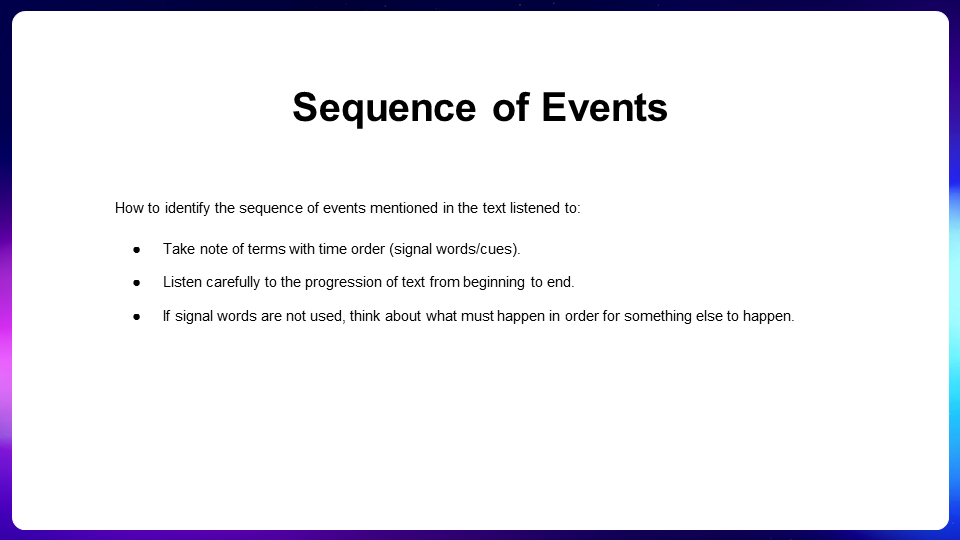 Sequence of Events
How to identify the sequence of events mentioned in the text listened to:
● Take note of terms with time order (signal words/cues).
● Listen carefully to the progression of text from beginning to end.
● If signal words are not used, think about what must happen in order for something else to happen.